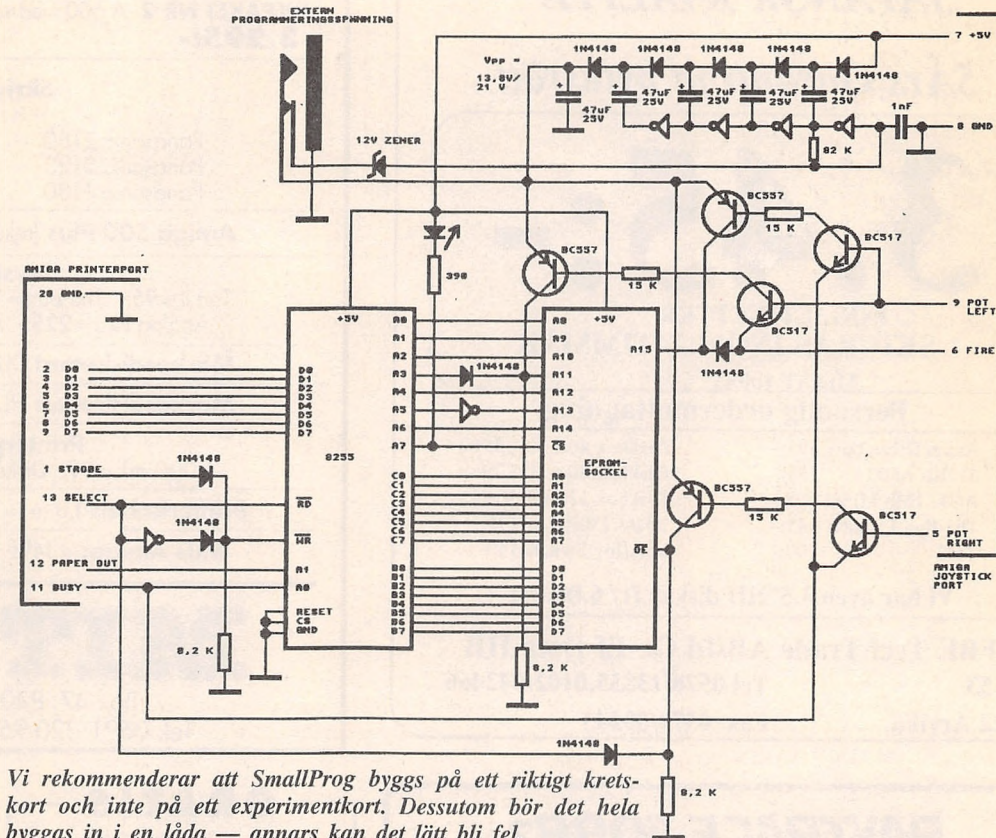 EXTERN
PROGRAMMERINGSSPÄNNING
7 +5V
1N4148 1N4148 1N4148 1N4148
Vpp =
13,8V/
21 V
1N4148
47uF
25V
47uF
25V
47uF
25V
47uF
25V
47uF
25V
1nF
8 GND
12V ZENER
82 K
BC557
15 K
BC517
390
BC557
15 K
BC517
9 POT
LEFT
6 FIRE
1N4148
AMIGA PRINTERPORT
20 GND
2 D0
3 D1
4 D2
5 D3
6 D4
7 D5
8 D6
9 D7
1 STROBE
13 SELECT
12 PAPER OUT
11 BUSY
1N4148
1N4148
8,2 K
+5V
D0
D1
D2
D3
D4
D5
D6
D7
8255
RD
WR
A1
A0
RESET
CS
GND
A0
A1
A2
A3
A4
A5
A6
A7
C0
C1
C2
C3
C4
C5
C6
C7
B0
B1
B2
B3
B4
B5
B6
B7
1N4148
+5V
A8
A9
A10
A11
A12
A13
A14
CE
A15
EPROM-
SOCKEL
A0
A1
A2
A3
A4
A5
A6
A7
OE
D0
D1
D2
D3
D4
D5
D6
D7
8,2 K
BC557
15 K
BC517
5 POT
RIGHT
AMIGA
JOYSTICK
PORT
1N4148
8,2 K
Vi rekommenderar att SmallProg byggs på ett riktigt krets-
kort och inte på ett experimentkort. Dessutom bör det hela
byggas in i en låda — annars kan det lätt bli fel.